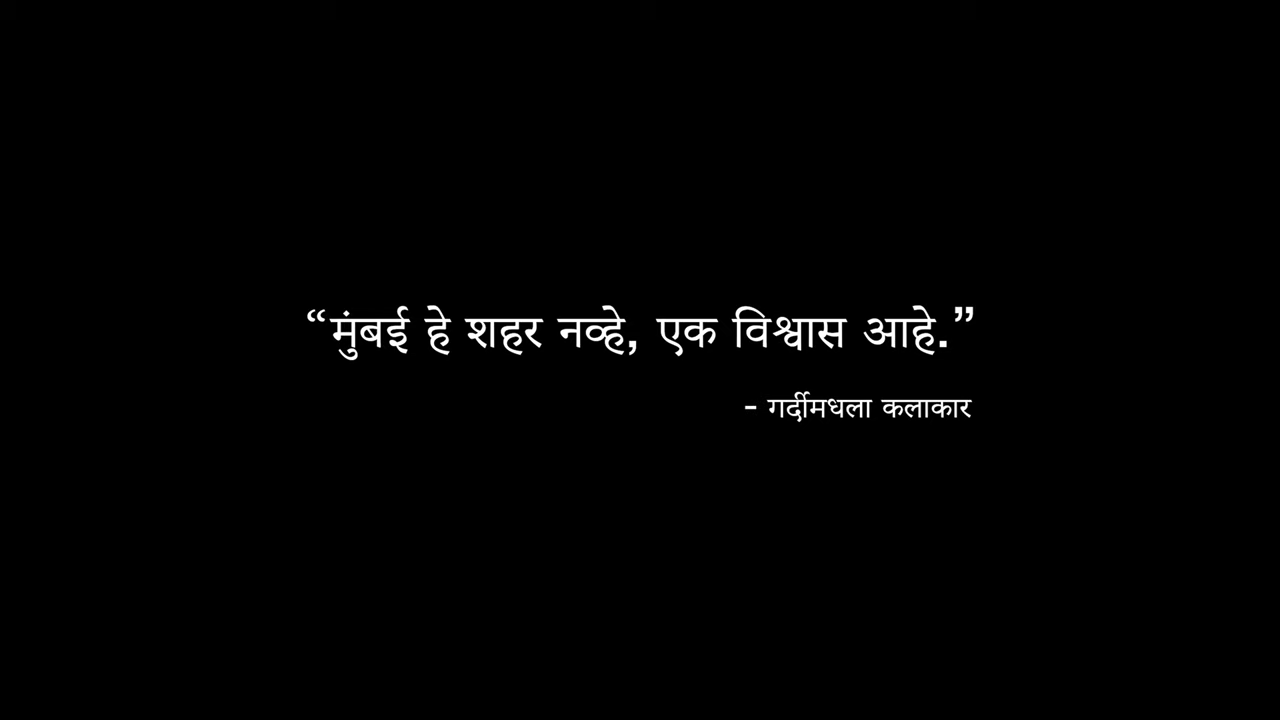 “मुंबई हे शहर नव्हे, एक विश्वास आहे.”
- गर्दीमधला कलाकार